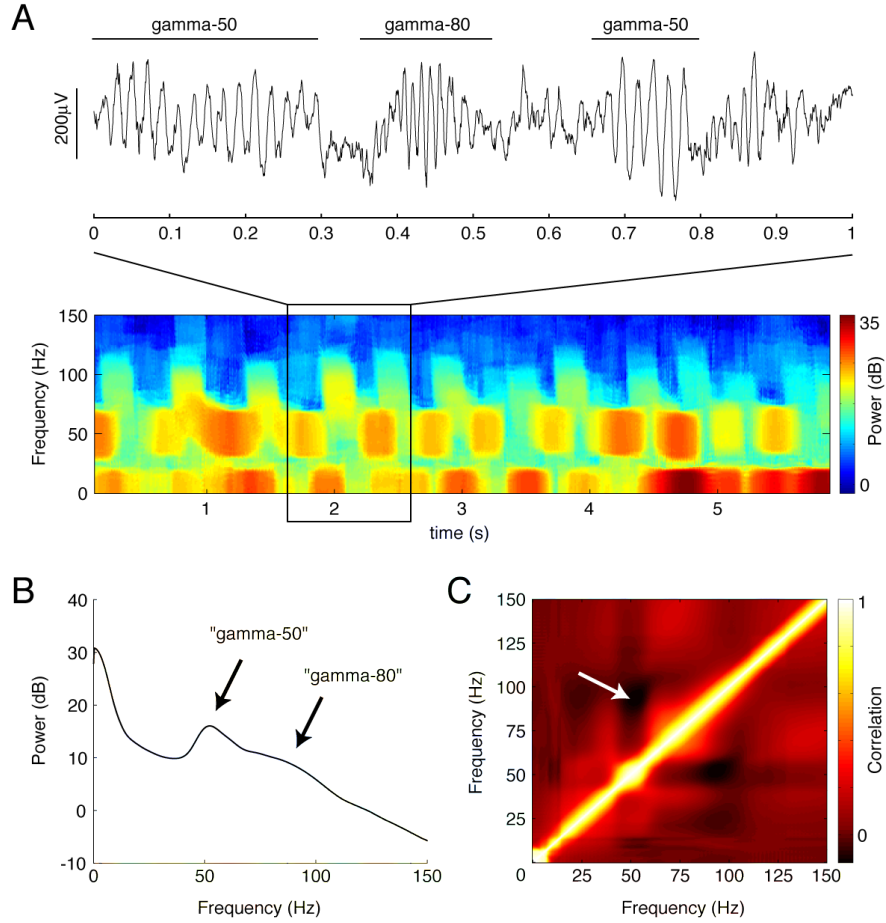 A
gamma-50 gamma-80 gamma-50
200µV
0 0.1 0.2 0.3 0.4 0.5 0.6 0.7 0.8 0.9 1
150
100
50
0
Frequency (Hz)
1 2 3 4 5
time (s)
35
0
Power (dB)
B
40
30
20
10
0
-10
Power (dB)
"gamma-50"
"gamma-80"
0 50 100 150
Frequency (Hz)
C
150
125
100
75
50
25
0
Frequency (Hz)
25 50 75 100 125 150
Frequency (Hz)
1
0
Correlation